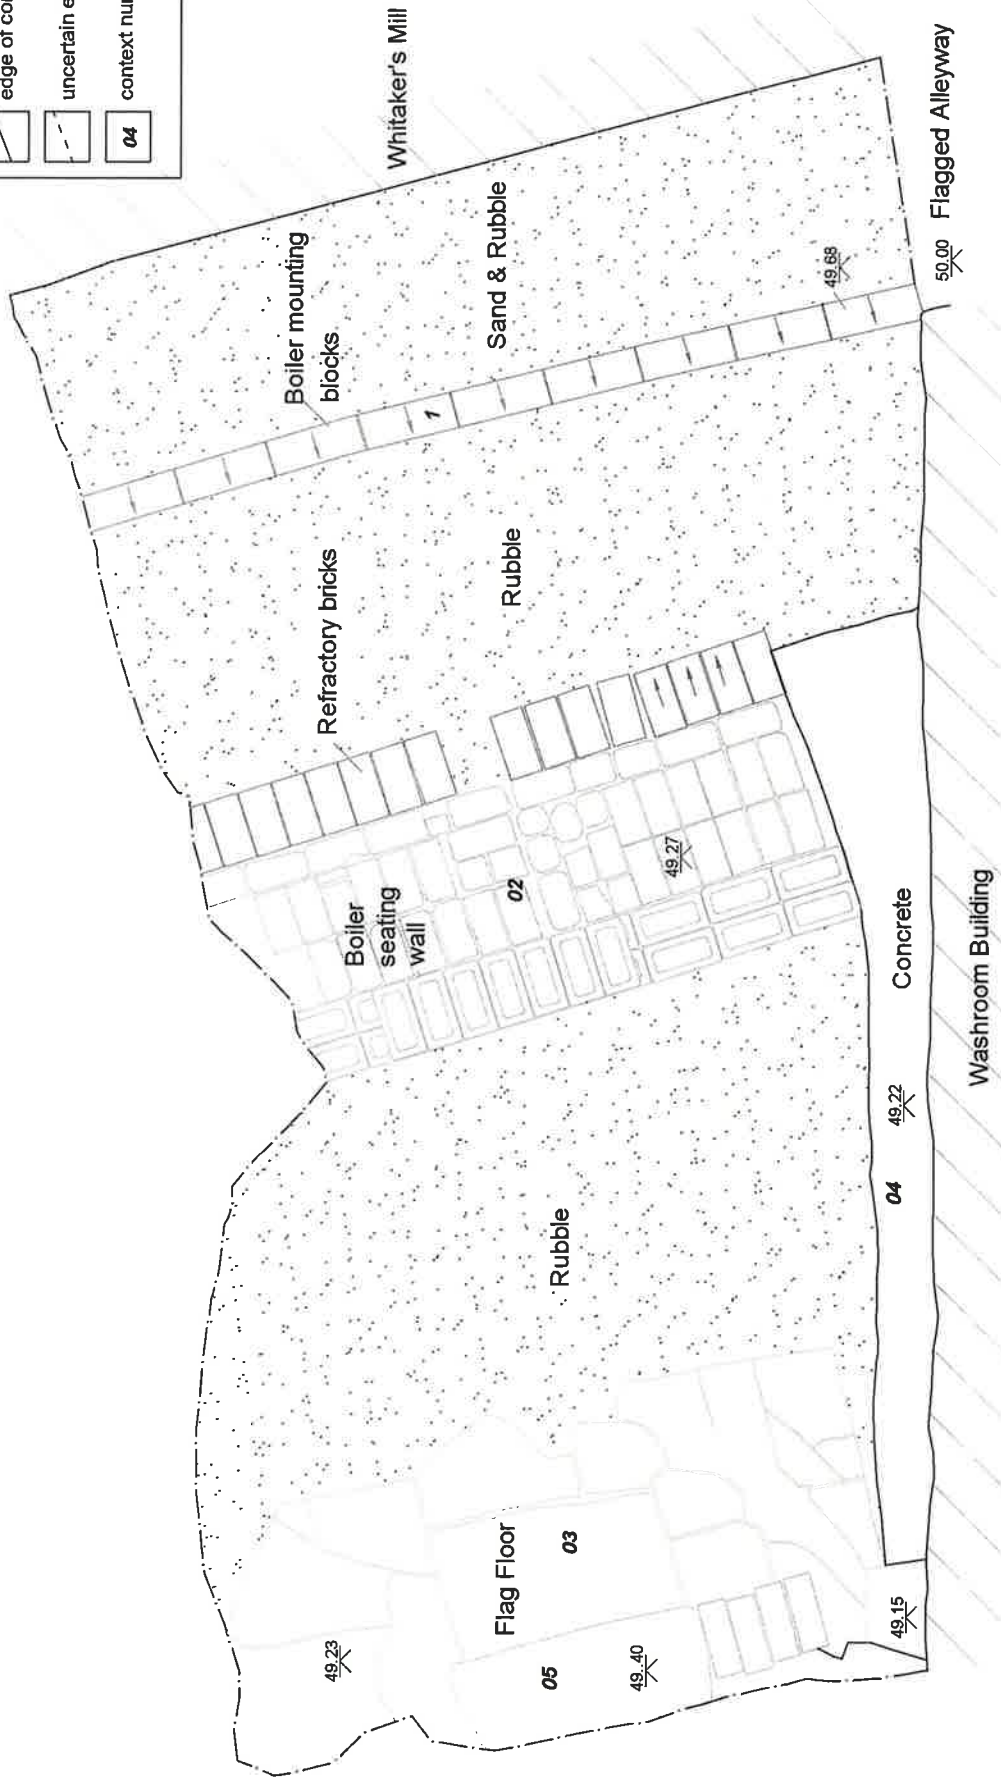 edge of
uncertain
04
context
Whitaker's Mill
Boiler mounting
blocks
Sand & Rubble
1
49.68
50.00
Flagged Alleyway
Refractory bricks
Rubble
Boiler
seating
wall
02
49.27
Concrete
49.22
04
Washroom Building
Rubble
Flag Floor
03
05
49.23
49..40
49.15